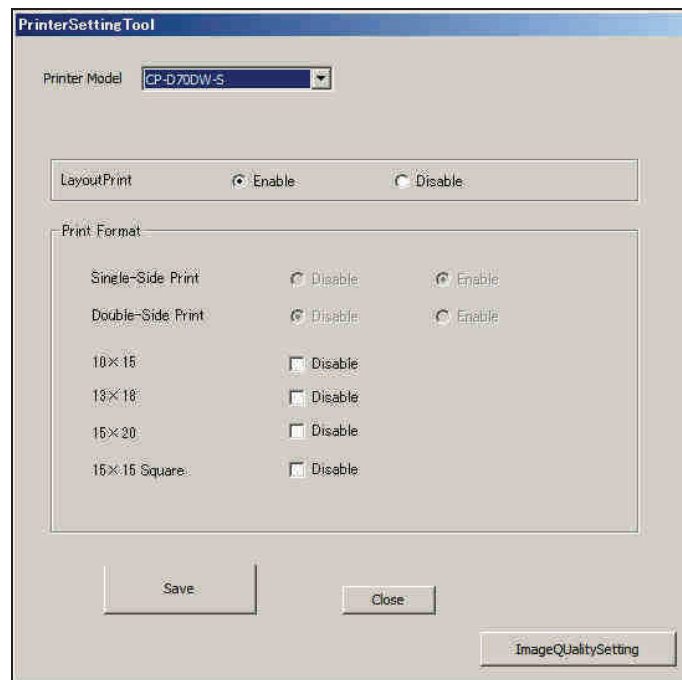 PrinterSettingTool
Printer Model CP-D70DW-S
LayoutPrint Enable Disable
Print Format
Single-Side Print Disable Enable
Double-Side Print Disable Enable
10×15 Disable
13×18 Disable
15×20 Disable
15×15 Square Disable
Save
Close
ImageQUalitySetting